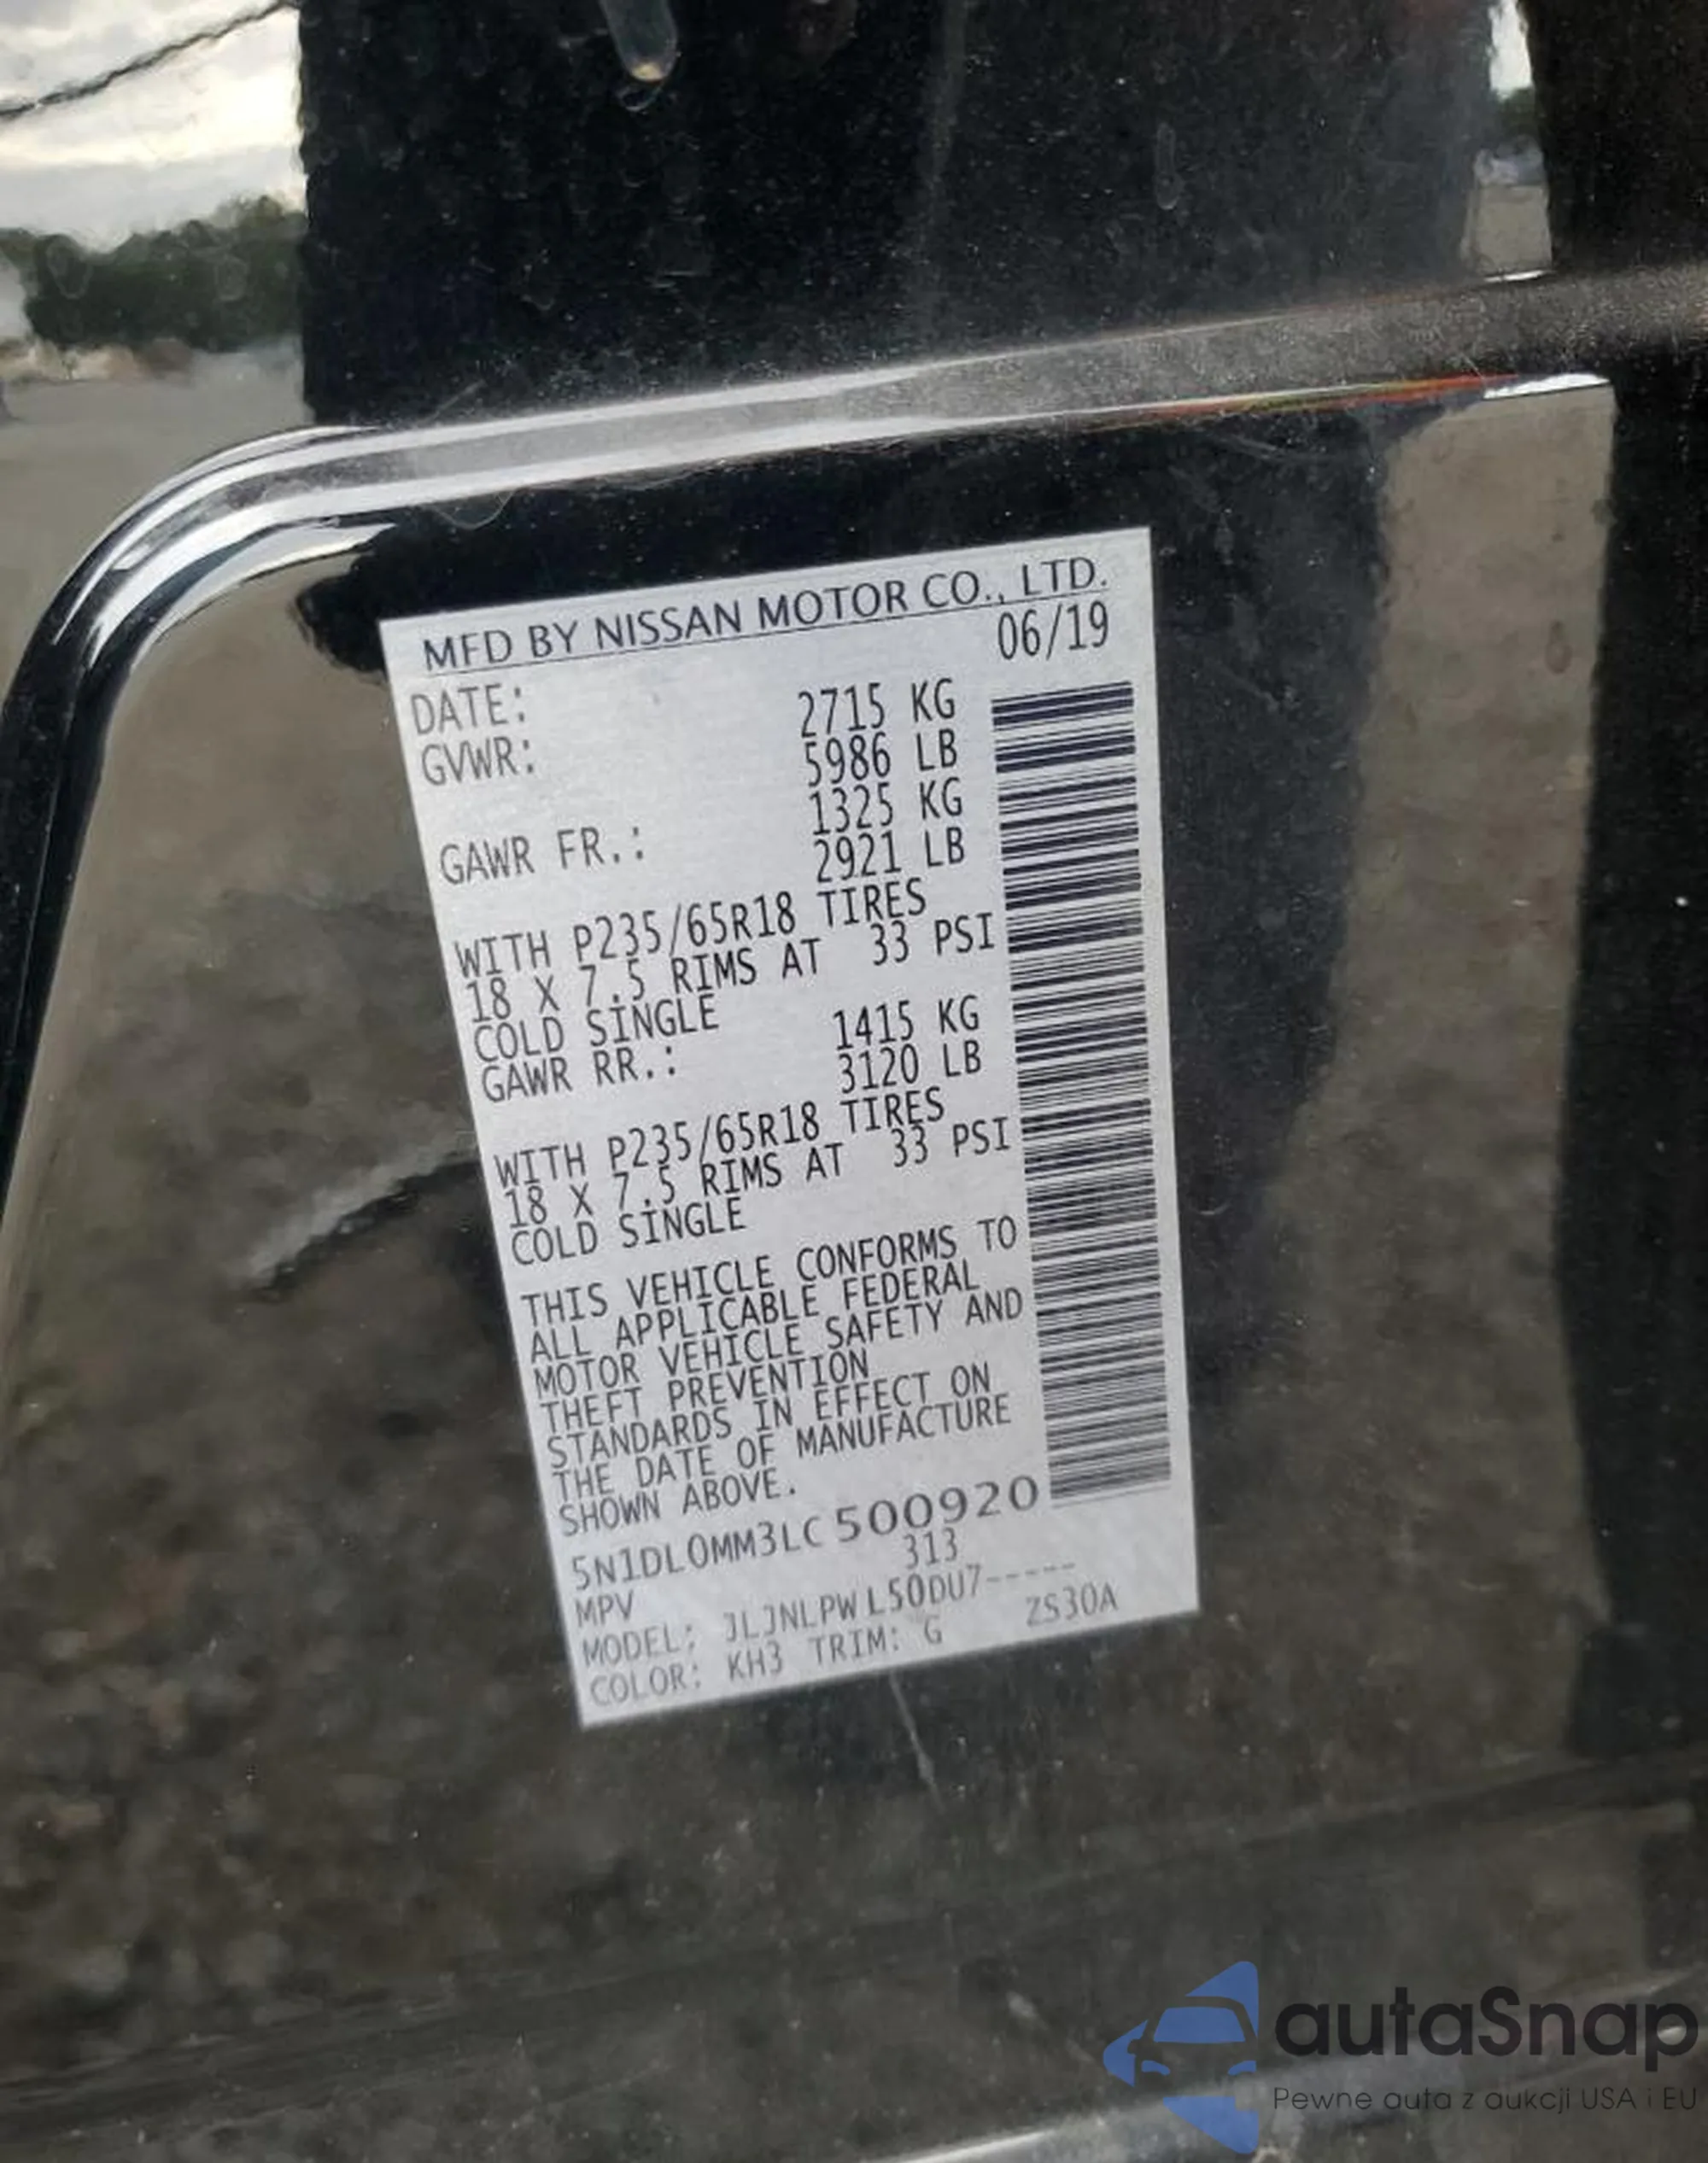 MFD BY NISSAN MOTOR CO., LTD.
DATE: 06/19
GVWR: 2715 KG
5986 LB
GAWR FR.: 1325 KG
2921 LB
WITH P235/65R18 TIRES
18 X 7.5 RIMS AT 33 PSI
COLD SINGLE
GAWR RR.: 1415 KG
3120 LB
WITH P235/65R18 TIRES
18 X 7.5 RIMS AT 33 PSI
COLD SINGLE
THIS VEHICLE CONFORMS TO
ALL APPLICABLE FEDERAL
MOTOR VEHICLE SAFETY AND
THEFT PREVENTION
STANDARDS IN EFFECT ON
THE DATE OF MANUFACTURE
SHOWN ABOVE.
5N1DL0MM3LC500920
MPV 313
MODEL: JLJNLPWL50DU7-----
COLOR: KH3 TRIM: G ZS30A
autaSnap
Pewne auta z aukcji USA i EU